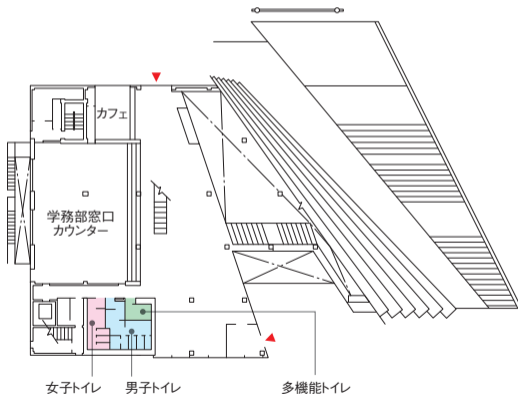 カフェ
学務部窓口
カウンター
女子トイレ
男子トイレ
多機能トイレ